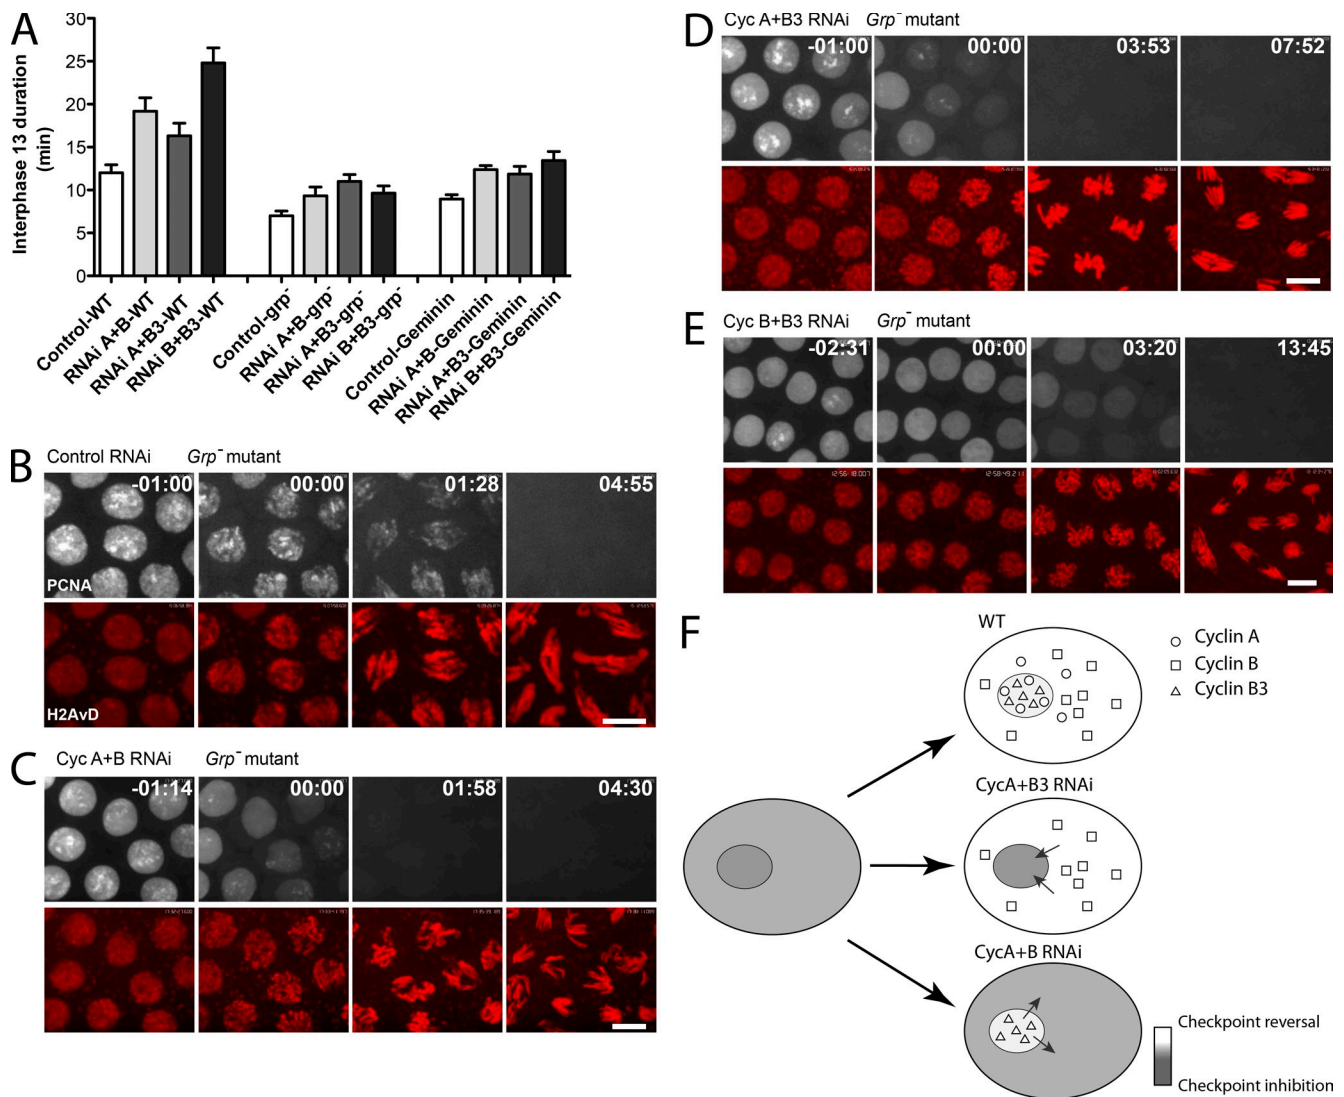 A
Interphase 13 duration
(min)
30
25
20
15
10
5
0
Control-WT
RNAi A+B-WT
RNAi A+B3-WT
RNAi B+B3-WT
Control-grp-
RNAi A+B-grp-
RNAi A+B3-grp-
RNAi B+B3-grp-
Control-Geminin
RNAi A+B-Geminin
RNAi A+B3-Geminin
RNAi B+B3-Geminin
B
Control RNAi Grp- mutant
-01:00 00:00 01:28 04:55
PCNA
H2AvD
C
Cyc A+B RNAi Grp- mutant
-01:14 00:00 01:58 04:30
D
Cyc A+B3 RNAi Grp- mutant
-01:00 00:00 03:53 07:52
E
Cyc B+B3 RNAi Grp- mutant
-02:31 00:00 03:20 13:45
F
WT
Cyclin A
Cyclin B
Cyclin B3
CycA+B3 RNAi
CycA+B RNAi
Checkpoint reversal
Checkpoint inhibition